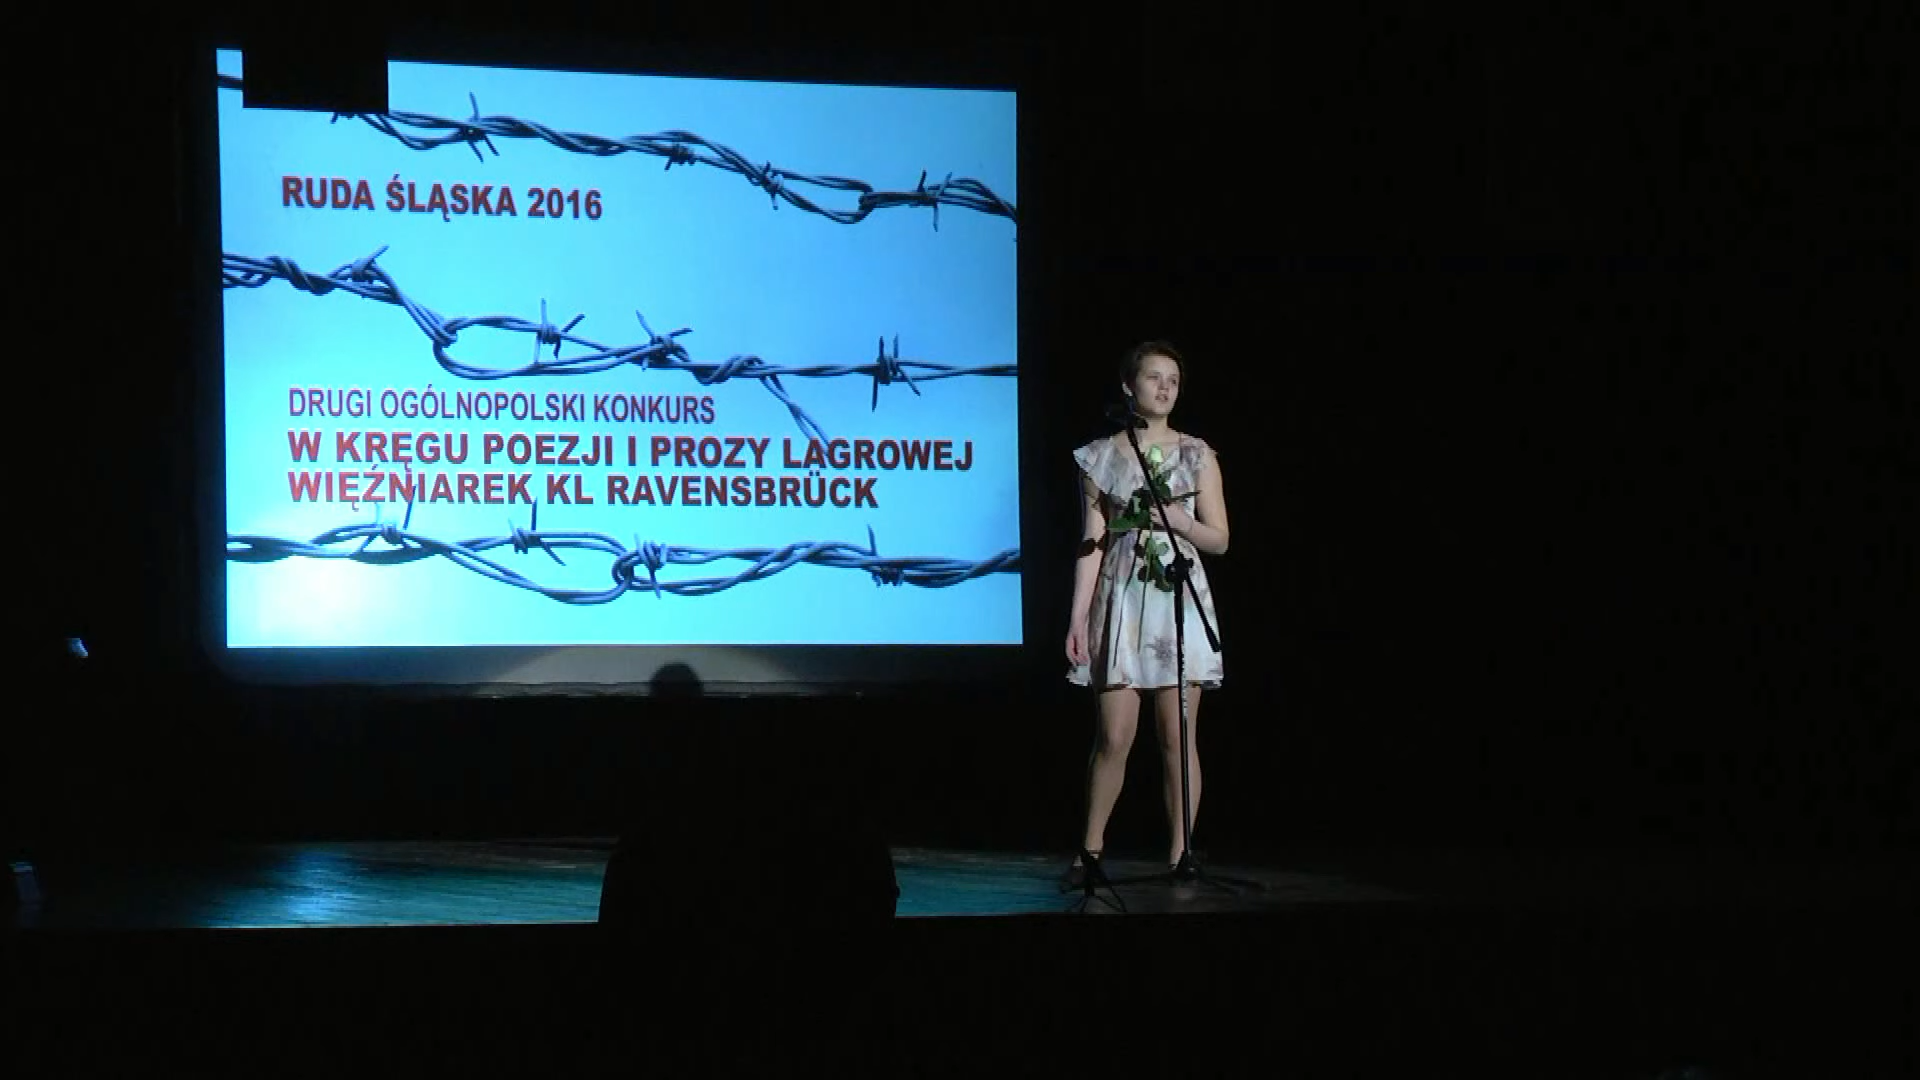 RUDA ŚLĄSKA 2016
DRUGI OGÓLNOPOLSKI KONKURS
W KRĘGU POEZJI I PROZY LAGROWEJ
WIĘŹNIAREK KL RAVENSBRÜCK